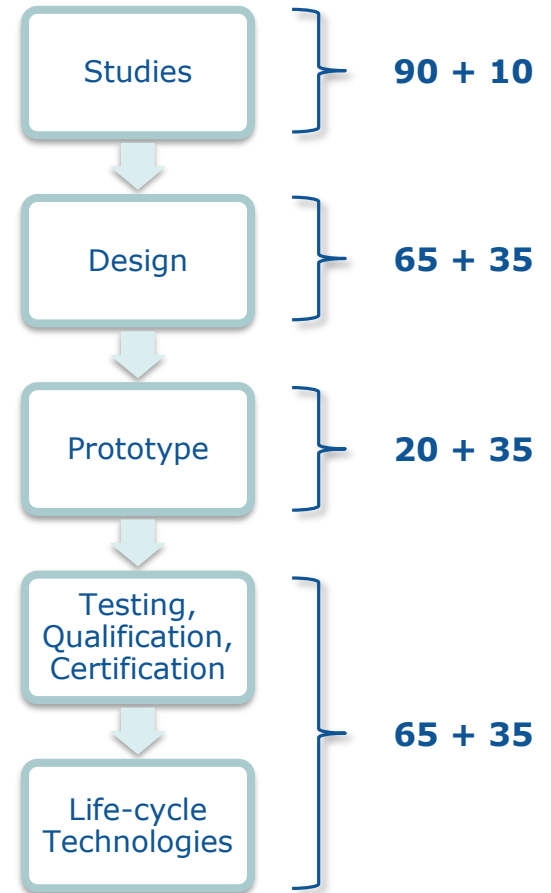 Studies
90 + 10
Design
65 + 35
Prototype
20 + 35
Testing,
Qualification,
Certification
65 + 35
Life-cycle
Technologies